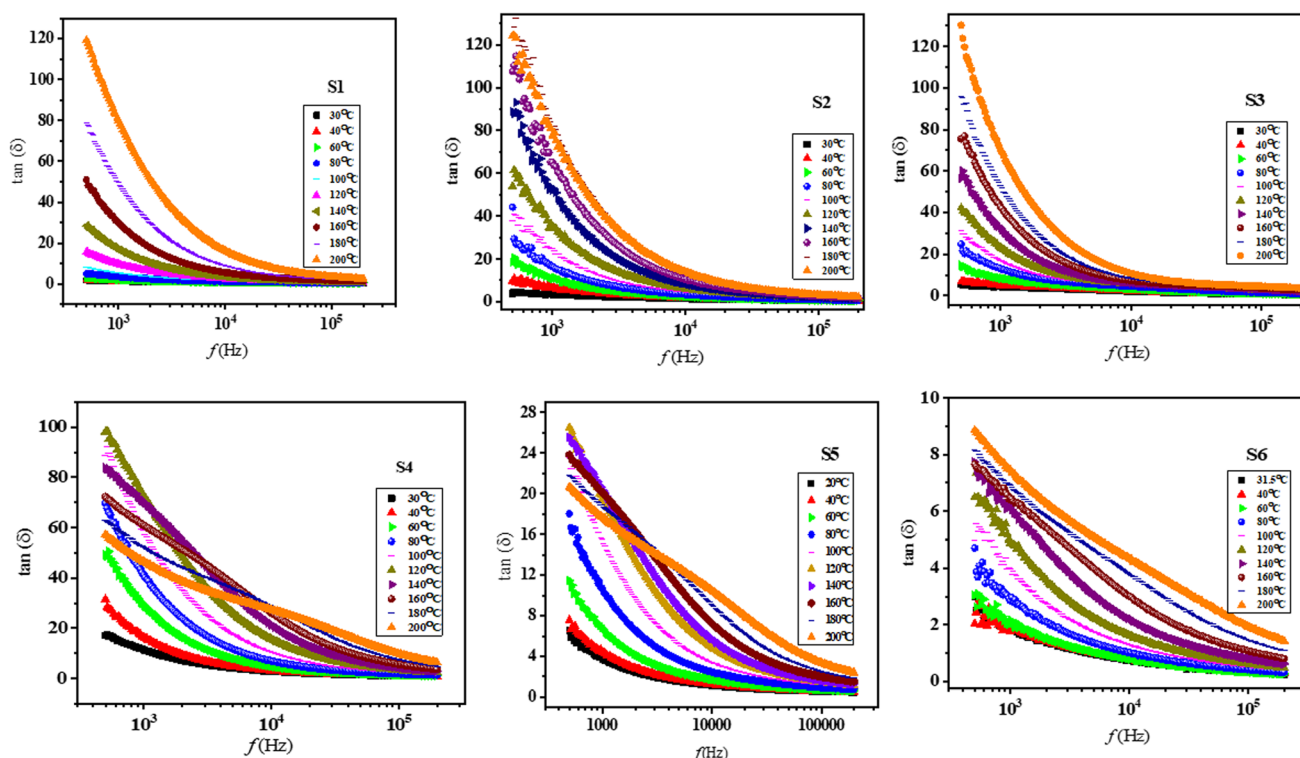 S1
tan (δ)
120
100
80
60
40
20
0
30°C
40°C
60°C
80°C
100°C
120°C
140°C
160°C
180°C
200°C
10³ 10⁴ 10⁵
f(Hz)
S2
tan (δ)
120
100
80
60
40
20
0
30°C
40°C
60°C
80°C
100°C
120°C
140°C
160°C
180°C
200°C
10³ 10⁴ 10⁵
f(Hz)
S3
tan (δ)
120
100
80
60
40
20
0
30°C
40°C
60°C
80°C
100°C
120°C
140°C
160°C
180°C
200°C
10³ 10⁴ 10⁵
f(Hz)
S4
tan (δ)
100
80
60
40
20
0
30°C
40°C
60°C
80°C
100°C
120°C
140°C
160°C
180°C
200°C
10³ 10⁴ 10⁵
f(Hz)
S5
tan (δ)
28
24
20
16
12
8
4
0
20°C
40°C
60°C
80°C
100°C
120°C
140°C
160°C
180°C
200°C
1000 10000 100000
f(Hz)
S6
tan (δ)
10
8
6
4
2
0
31.5°C
40°C
60°C
80°C
100°C
120°C
140°C
160°C
180°C
200°C
10³ 10⁴ 10⁵
f(Hz)